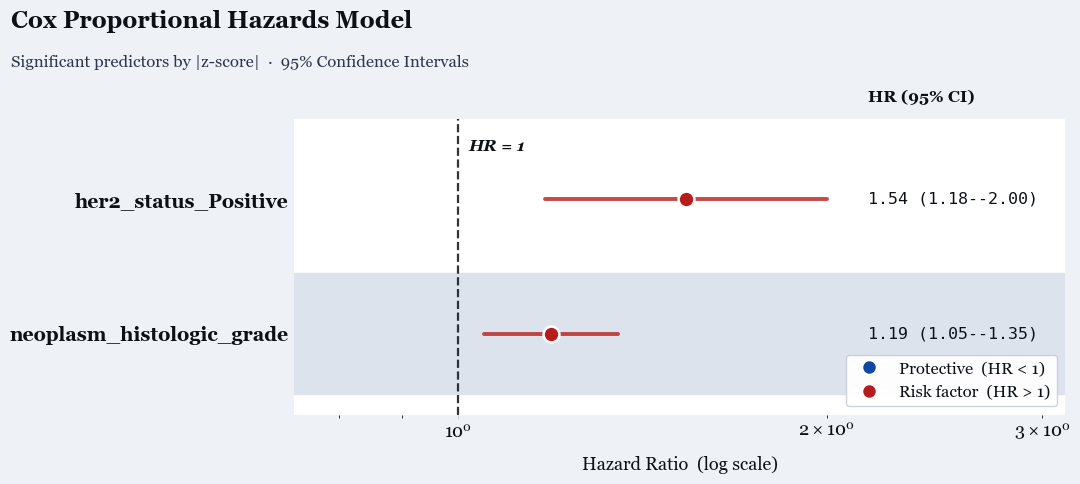 Cox Proportional Hazards Model
Significant predictors by |z-score|  ·  95% Confidence Intervals
HR (95% CI)
HR = 1
her2_status_Positive
1.54 (1.18--2.00)
neoplasm_histologic_grade
1.19 (1.05--1.35)
Protective  (HR < 1)
Risk factor  (HR > 1)
10⁰
2 × 10⁰
3 × 10⁰
Hazard Ratio  (log scale)